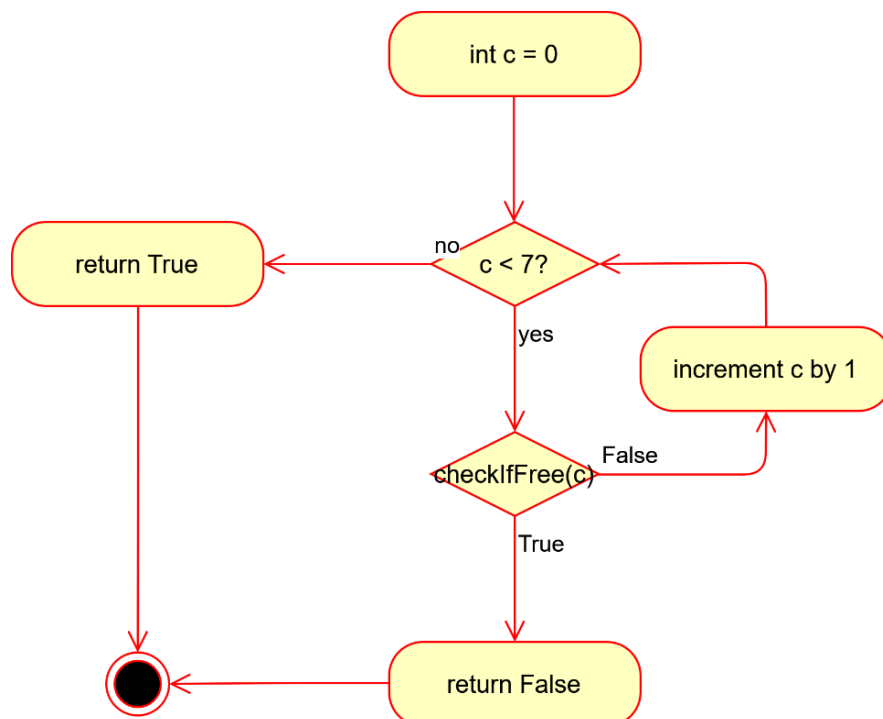 int c = 0
no
return True
c < 7?
yes
increment c by 1
False
checkIfFree(c)
True
return False